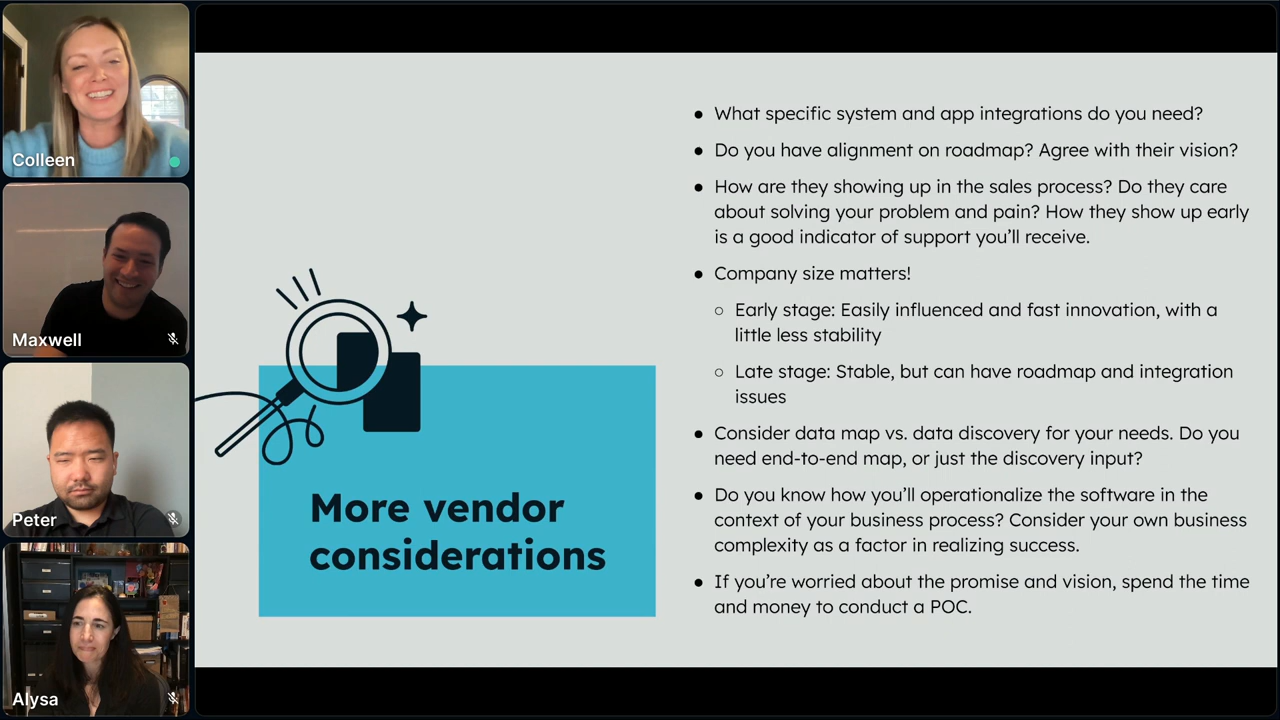 Colleen
Maxwell
Peter
Alysa
More vendor
considerations
● What specific system and app integrations do you need?
● Do you have alignment on roadmap? Agree with their vision?
● How are they showing up in the sales process? Do they care
about solving your problem and pain? How they show up early
is a good indicator of support you’ll receive.
● Company size matters!
○ Early stage: Easily influenced and fast innovation, with a
little less stability
○ Late stage: Stable, but can have roadmap and integration
issues
● Consider data map vs. data discovery for your needs. Do you
need end-to-end map, or just the discovery input?
● Do you know how you’ll operationalize the software in the
context of your business process? Consider your own business
complexity as a factor in realizing success.
● If you’re worried about the promise and vision, spend the time
and money to conduct a POC.